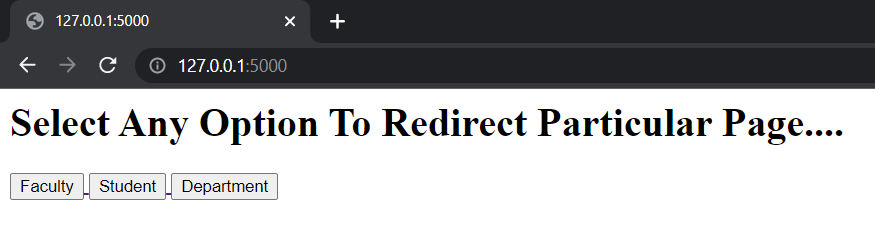 127.0.0.1:5000
127.0.0.1:5000
Select Any Option To Redirect Particular Page....
Faculty Student Department